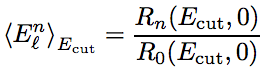 ⟨E_ℓ^n⟩_{E_cut} = R_n(E_cut, 0) / R_0(E_cut, 0)